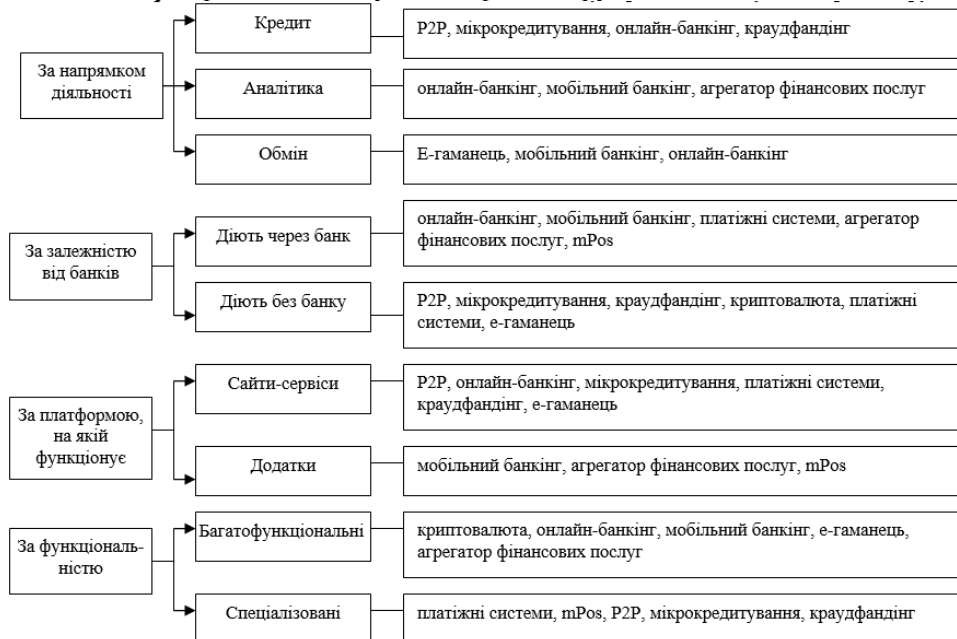 Кредит
Р2Р, мікрокредитування, онлайн-банкінг, краудфандінг
За напрямком
діяльності
Аналітика
онлайн-банкінг, мобільний банкінг, агрегатор фінансових послуг
Обмін
Е-гаманець, мобільний банкінг, онлайн-банкінг
За залежністю
від банків
Діють через банк
онлайн-банкінг, мобільний банкінг, платіжні системи, агрегатор
фінансових послуг, mPos
Діють без банку
Р2Р, мікрокредитування, краудфандінг, криптовалюта, платіжні
системи, е-гаманець
За платформою,
на якій
функціонує
Сайти-сервіси
Р2Р, онлайн-банкінг, мікрокредитування, платіжні системи,
краудфандінг, е-гаманець
Додатки
мобільний банкінг, агрегатор фінансових послуг, mPos
За функціональ-
ністю
Багатофункціональні
криптовалюта, онлайн-банкінг, мобільний банкінг, е-гаманець,
агрегатор фінансових послуг
Спеціалізовані
платіжні системи, mPos, Р2Р, мікрокредитування, краудфандінг